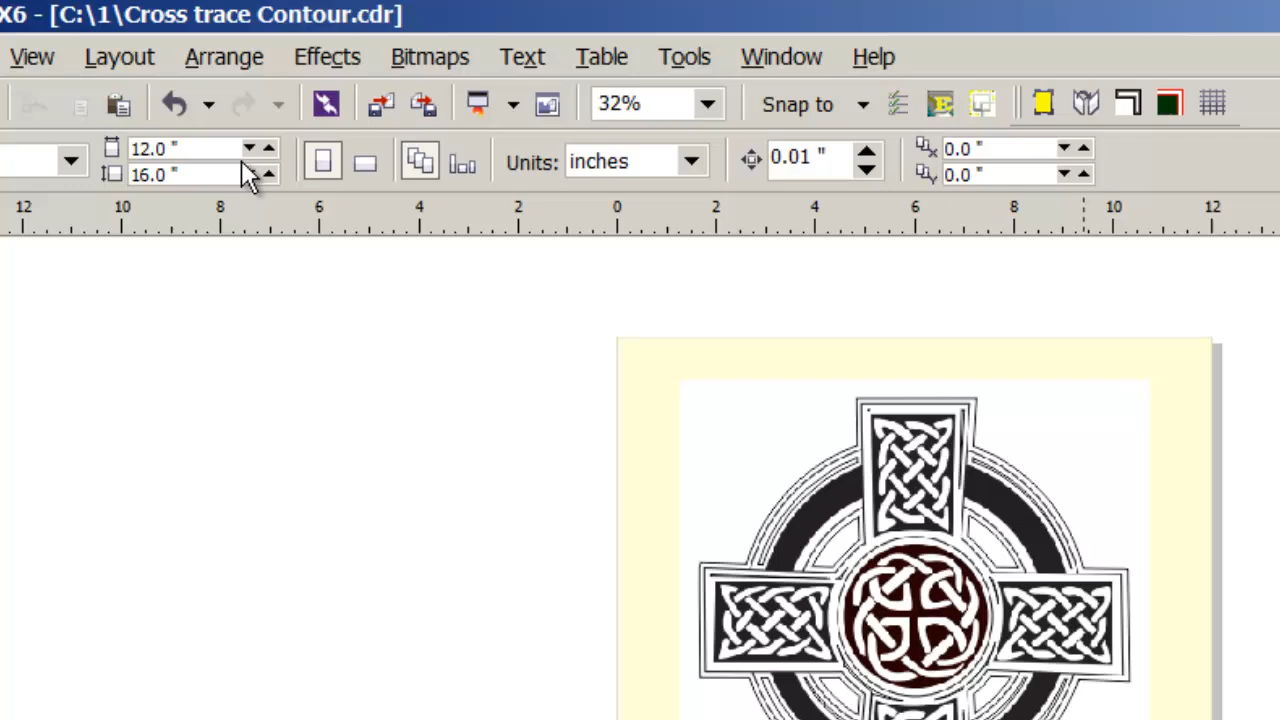 X6 - [C:\1\Cross trace Contour.cdr]
View Layout Arrange Effects Bitmaps Text Table Tools Window Help
32% Snap to
12.0 " Units: inches 0.01 " 0.0 "
16.0 " 0.0 "
12 10 8 6 4 2 0 2 4 6 8 10 12